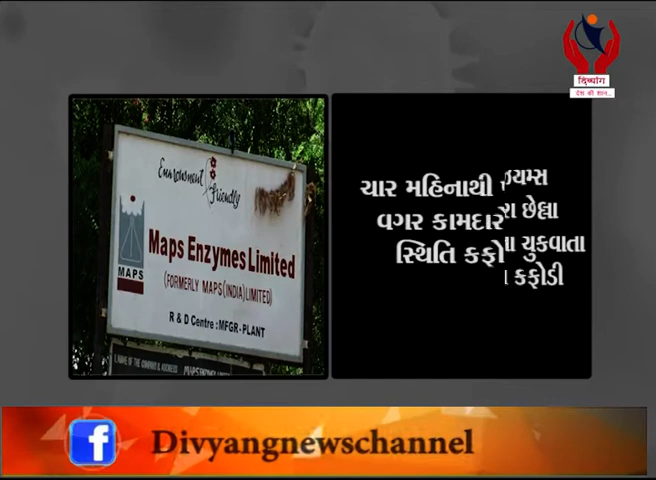 दिव्यांग
देश की शान...
Environment Friendly
MAPS
Maps Enzymes Limited
(FORMERLY MAPS (INDIA) LIMITED)
R & D Centre : MFGR-PLANT
ચાર મહિનાથી
વગર કામદાર
સ્થિતિ કફો
છેલ્લા
ચુકવાતા
કફોડી
Divyangnewschannel